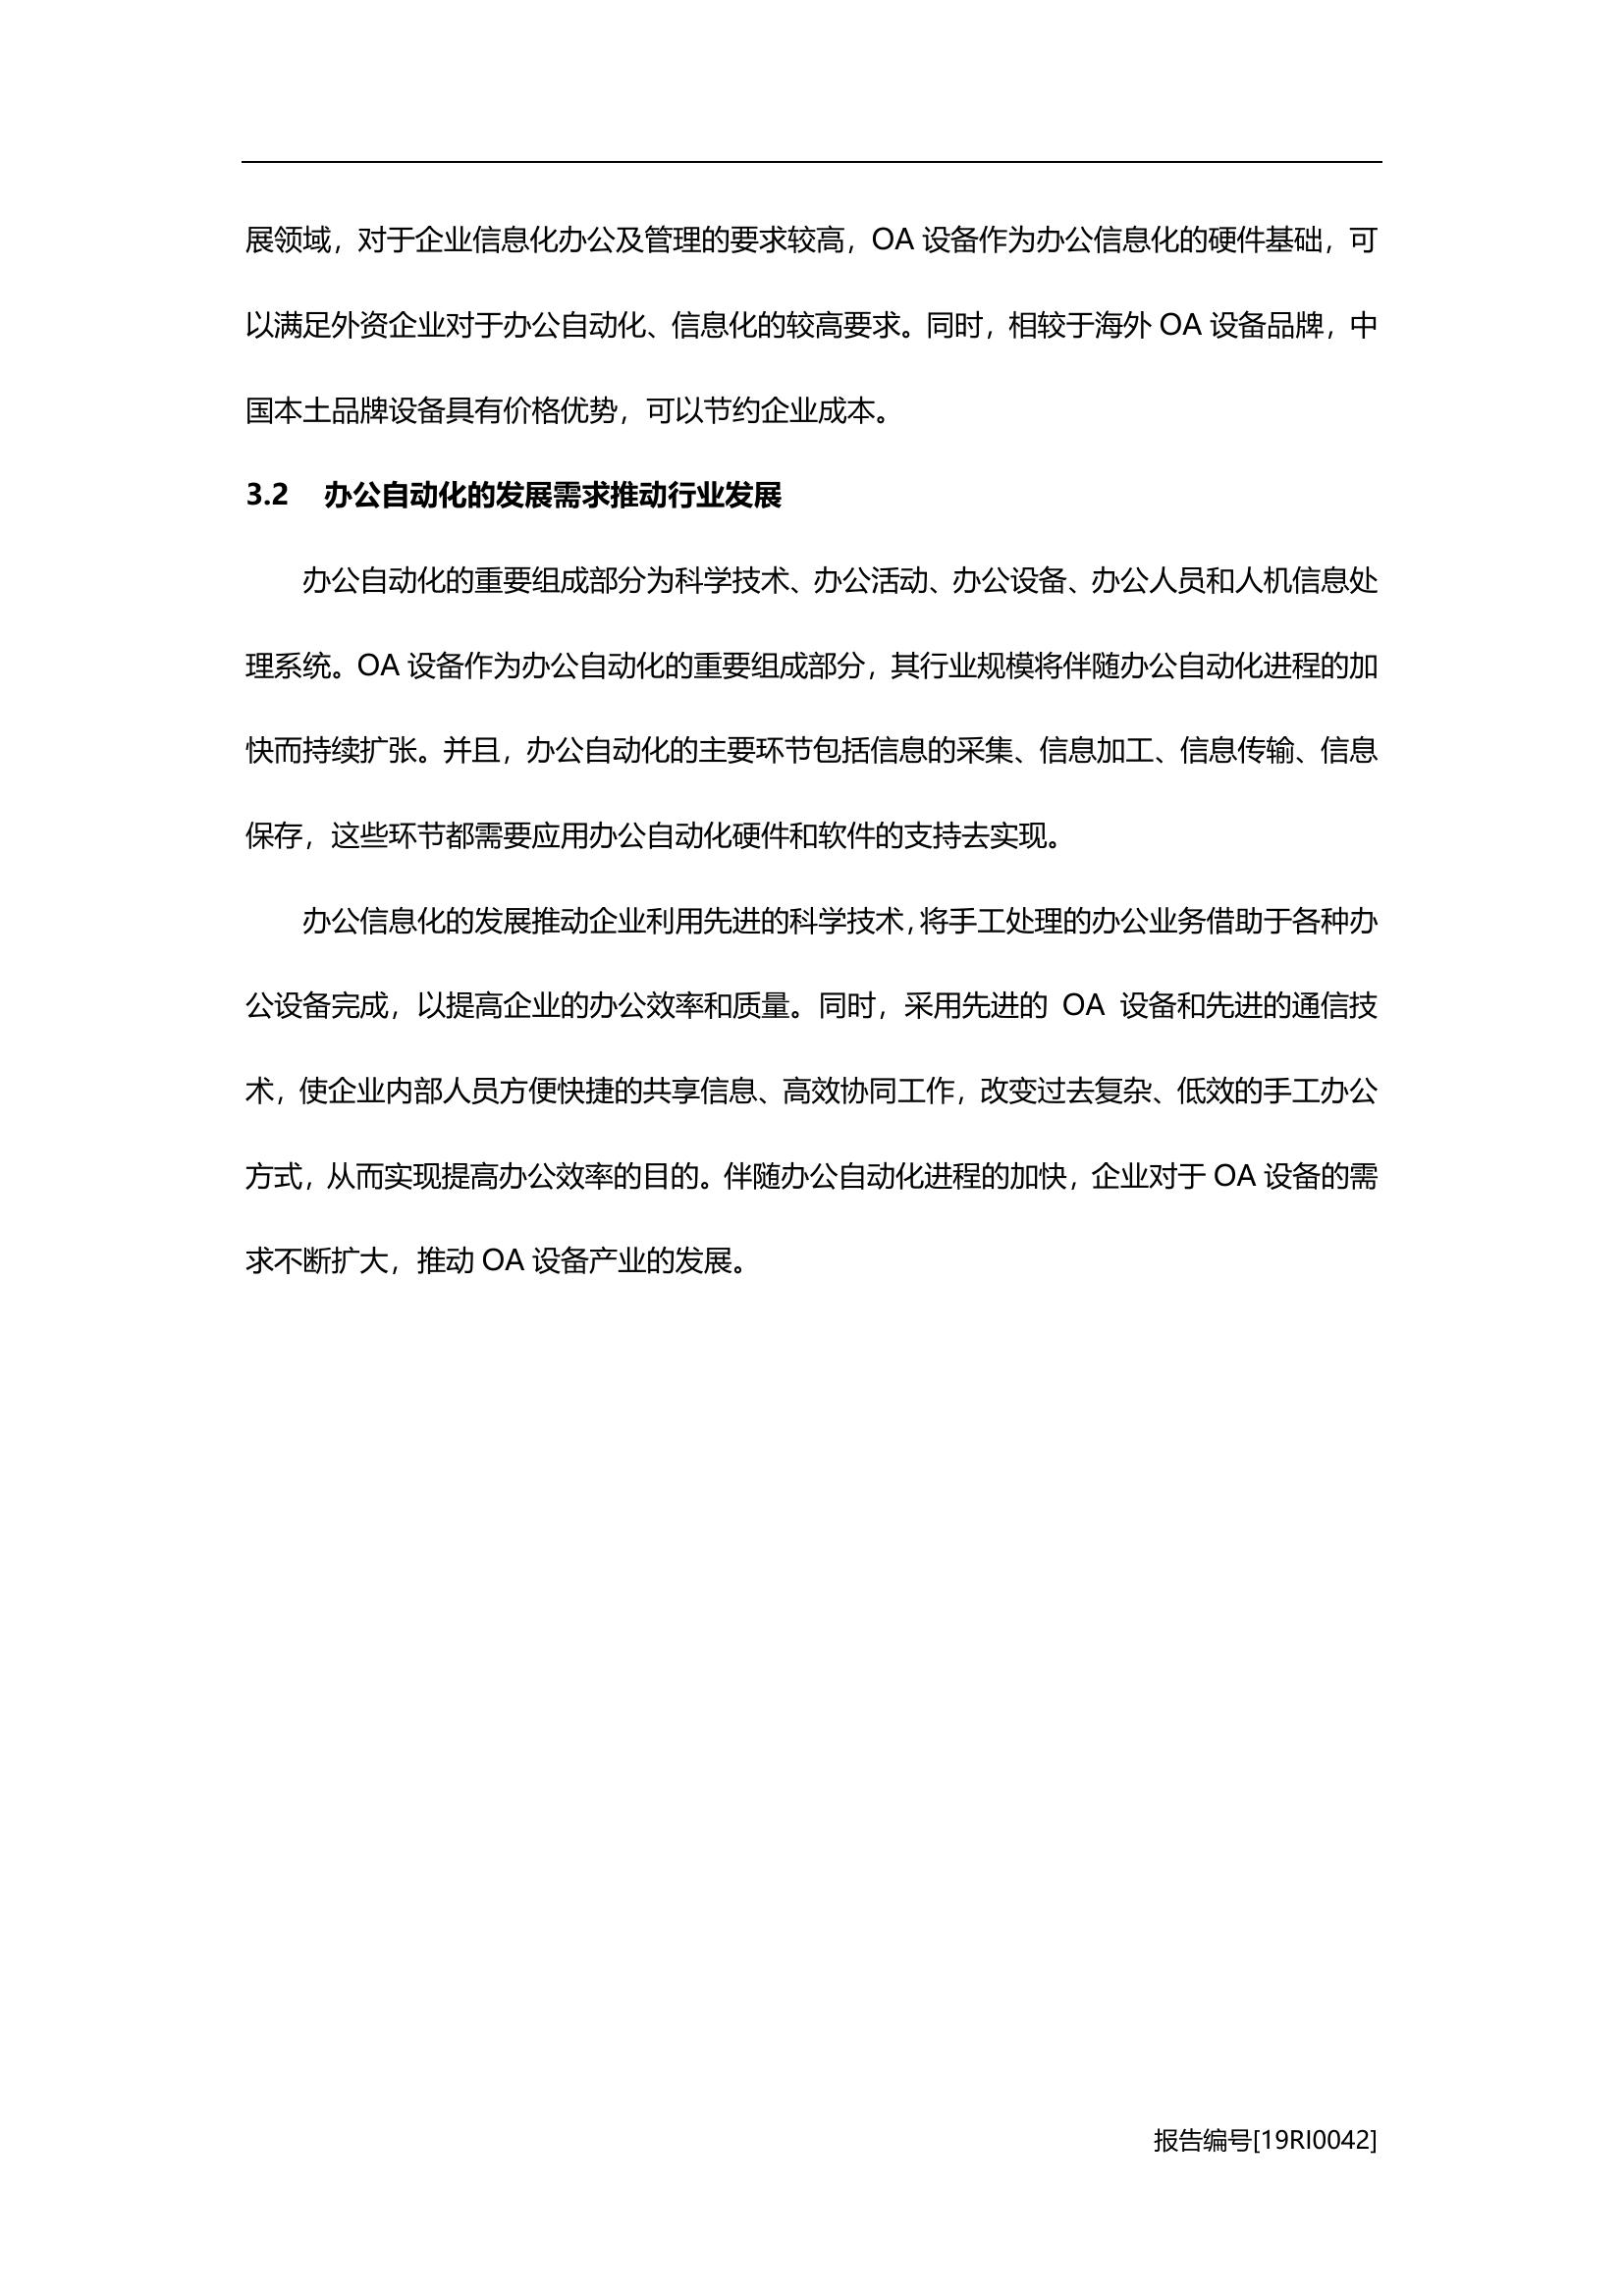 展领域，对于企业信息化办公及管理的要求较高，OA 设备作为办公信息化的硬件基础，可
以满足外资企业对于办公自动化、信息化的较高要求。同时，相较于海外 OA 设备品牌，中
国本土品牌设备具有价格优势，可以节约企业成本。
3.2 办公自动化的发展需求推动行业发展
办公自动化的重要组成部分为科学技术、办公活动、办公设备、办公人员和人机信息处
理系统。OA 设备作为办公自动化的重要组成部分，其行业规模将伴随办公自动化进程的加
快而持续扩张。并且，办公自动化的主要环节包括信息的采集、信息加工、信息传输、信息
保存，这些环节都需要应用办公自动化硬件和软件的支持去实现。
办公信息化的发展推动企业利用先进的科学技术，将手工处理的办公业务借助于各种办
公设备完成，以提高企业的办公效率和质量。同时，采用先进的 OA 设备和先进的通信技
术，使企业内部人员方便快捷的共享信息、高效协同工作，改变过去复杂、低效的手工办公
方式，从而实现提高办公效率的目的。伴随办公自动化进程的加快，企业对于 OA 设备的需
求不断扩大，推动 OA 设备产业的发展。
报告编号[19RI0042]